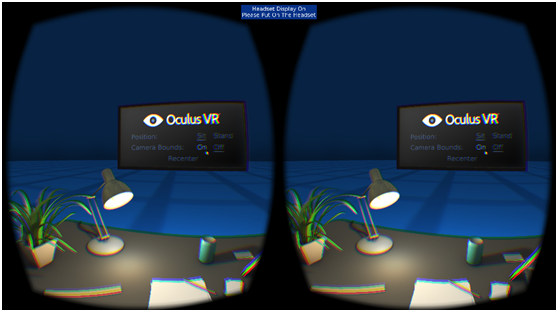 Headset Display On
Please Put On The Headset
Oculus VR
Position: Sit Stand
Camera Bounds: On Off
Recenter
Oculus VR
Position: Sit Stand
Camera Bounds: On Off
Recenter